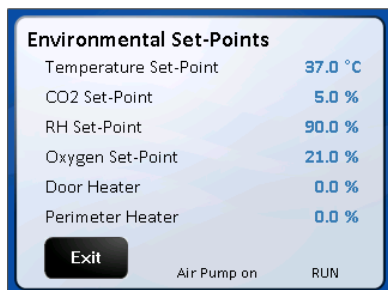 Environmental Set-Points
Temperature Set-Point 37.0 °C
CO2 Set-Point 5.0 %
RH Set-Point 90.0 %
Oxygen Set-Point 21.0 %
Door Heater 0.0 %
Perimeter Heater 0.0 %
Exit Air Pump on RUN